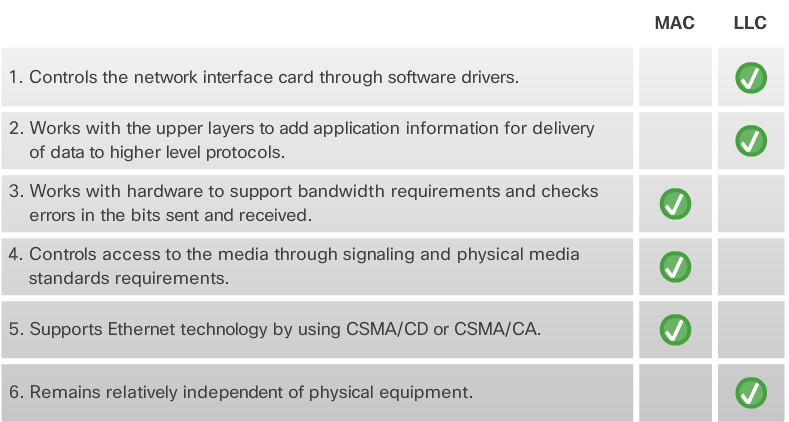 MAC LLC
1. Controls the network interface card through software drivers.
2. Works with the upper layers to add application information for delivery
of data to higher level protocols.
3. Works with hardware to support bandwidth requirements and checks
errors in the bits sent and received.
4. Controls access to the media through signaling and physical media
standards requirements.
5. Supports Ethernet technology by using CSMA/CD or CSMA/CA.
6. Remains relatively independent of physical equipment.